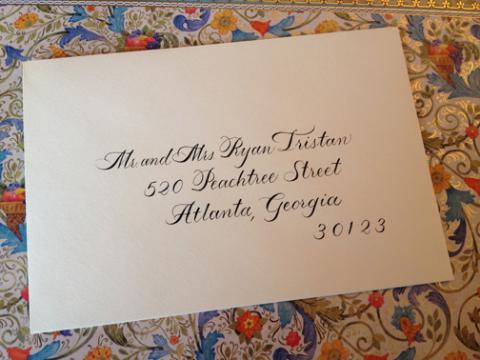 Mr and Mrs Ryan Tristan
520 Peachtree Street
Atlanta, Georgia
30123